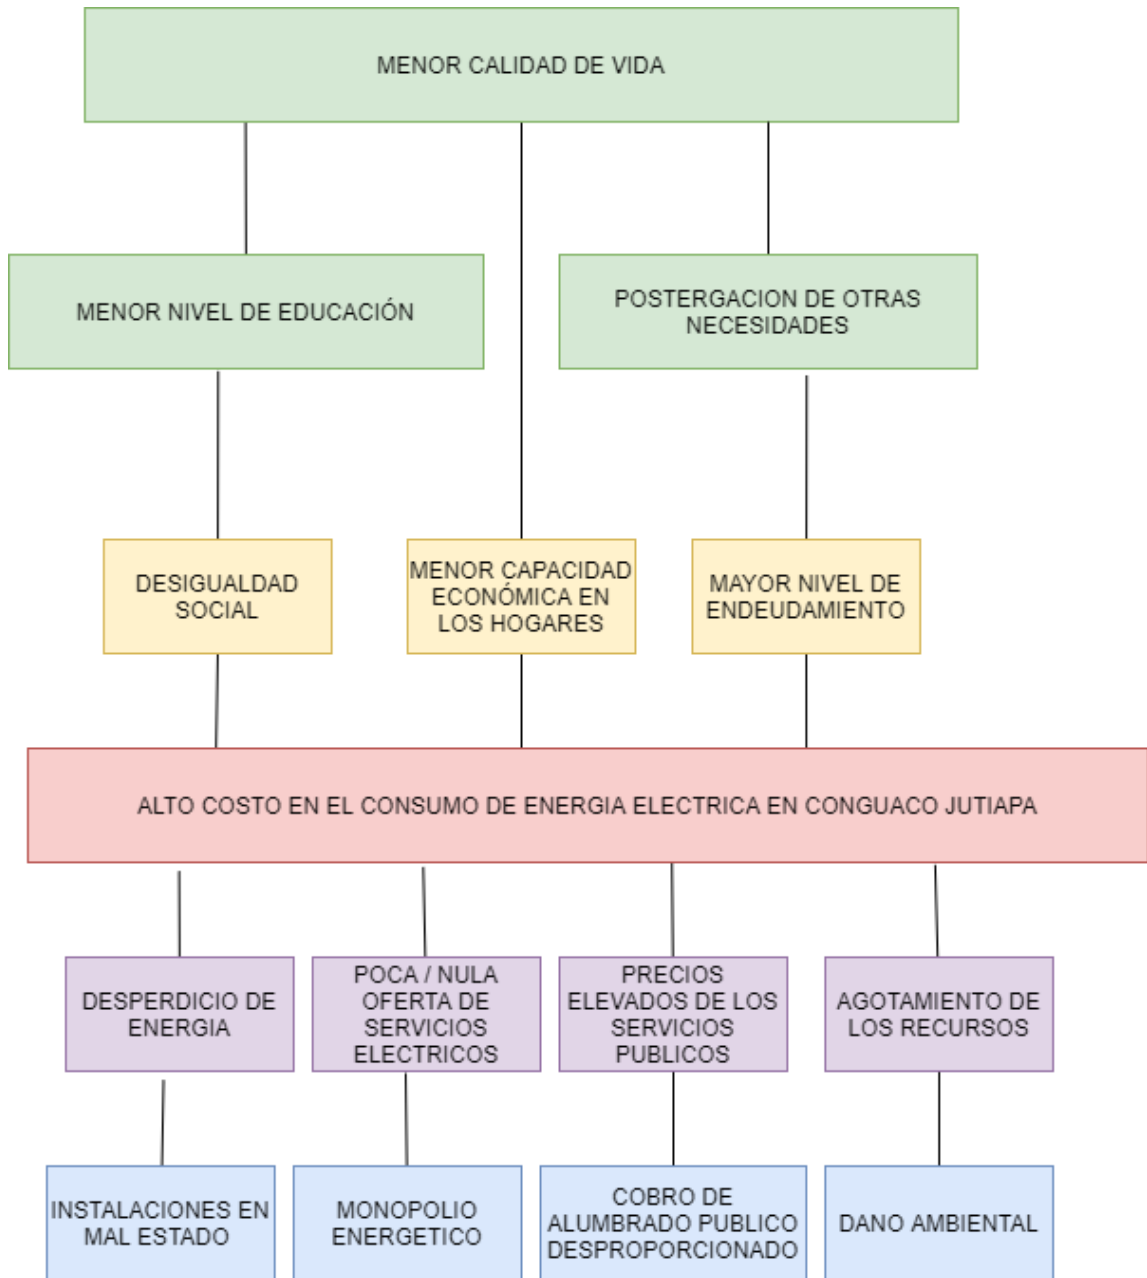 MENOR CALIDAD DE VIDA
MENOR NIVEL DE EDUCACIÓN
POSTERGACION DE OTRAS
NECESIDADES
DESIGUALDAD
SOCIAL
MENOR CAPACIDAD
ECONÓMICA EN
LOS HOGARES
MAYOR NIVEL DE
ENDEUDAMIENTO
ALTO COSTO EN EL CONSUMO DE ENERGIA ELECTRICA EN CONGUACO JUTIAPA
DESPERDICIO DE
ENERGIA
POCA / NULA
OFERTA DE
SERVICIOS
ELECTRICOS
PRECIOS
ELEVADOS DE LOS
SERVICIOS
PUBLICOS
AGOTAMIENTO DE
LOS RECURSOS
INSTALACIONES EN
MAL ESTADO
MONOPOLIO
ENERGETICO
COBRO DE
ALUMBRADO PUBLICO
DESPROPORCIONADO
DANO AMBIENTAL